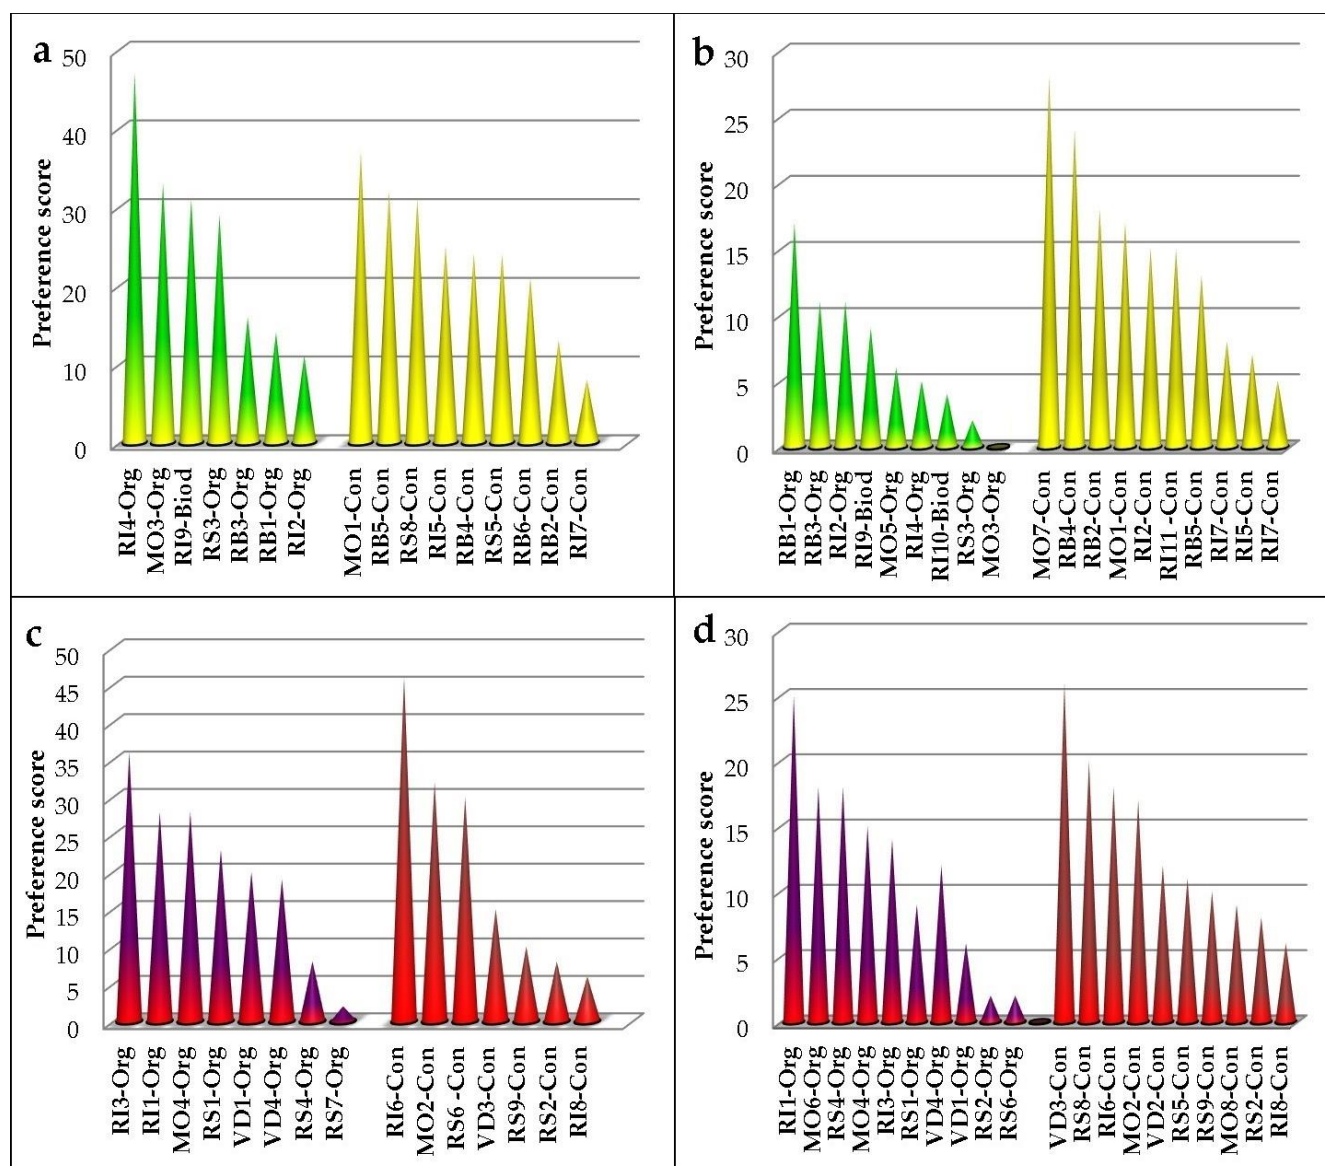 a
50
40
30
20
10
0
Preference score
RI4-Org
MO3-Org
RI9-Biod
RS3-Org
RB3-Org
RB1-Org
RI2-Org
MO1-Con
RB5-Con
RS8-Con
RI5-Con
RB4-Con
RS5-Con
RB6-Con
RB2-Con
RI7-Con
b
30
25
20
15
10
5
0
Preference score
RB1-Org
RB3-Org
RI2-Org
RI9-Biod
MO5-Org
RI4-Org
RI10-Biod
RS3-Org
MO3-Org
MO7-Con
RB4-Con
RB2-Con
MO1-Con
RI2-Con
RI11 -Con
RB5-Con
RI7-Con
RI5-Con
RI7-Con
c
50
45
40
35
30
25
20
15
10
5
0
Preference score
RI3-Org
RI1-Org
MO4-Org
RS1-Org
VD1-Org
VD4-Org
RS4-Org
RS7-Org
RI6-Con
MO2-Con
RS6 -Con
VD3-Con
RS9-Con
RS2-Con
RI8-Con
d
30
25
20
15
10
5
0
Preference score
RI1-Org
MO6-Org
RS4-Org
MO4-Org
RI3-Org
RS1-Org
VD4-Org
VD1-Org
RS2-Org
RS6-Org
VD3-Con
RS8-Con
RI6-Con
MO2-Con
VD2-Con
RS5-Con
RS9-Con
MO8-Con
RS2-Con
RI8-Con